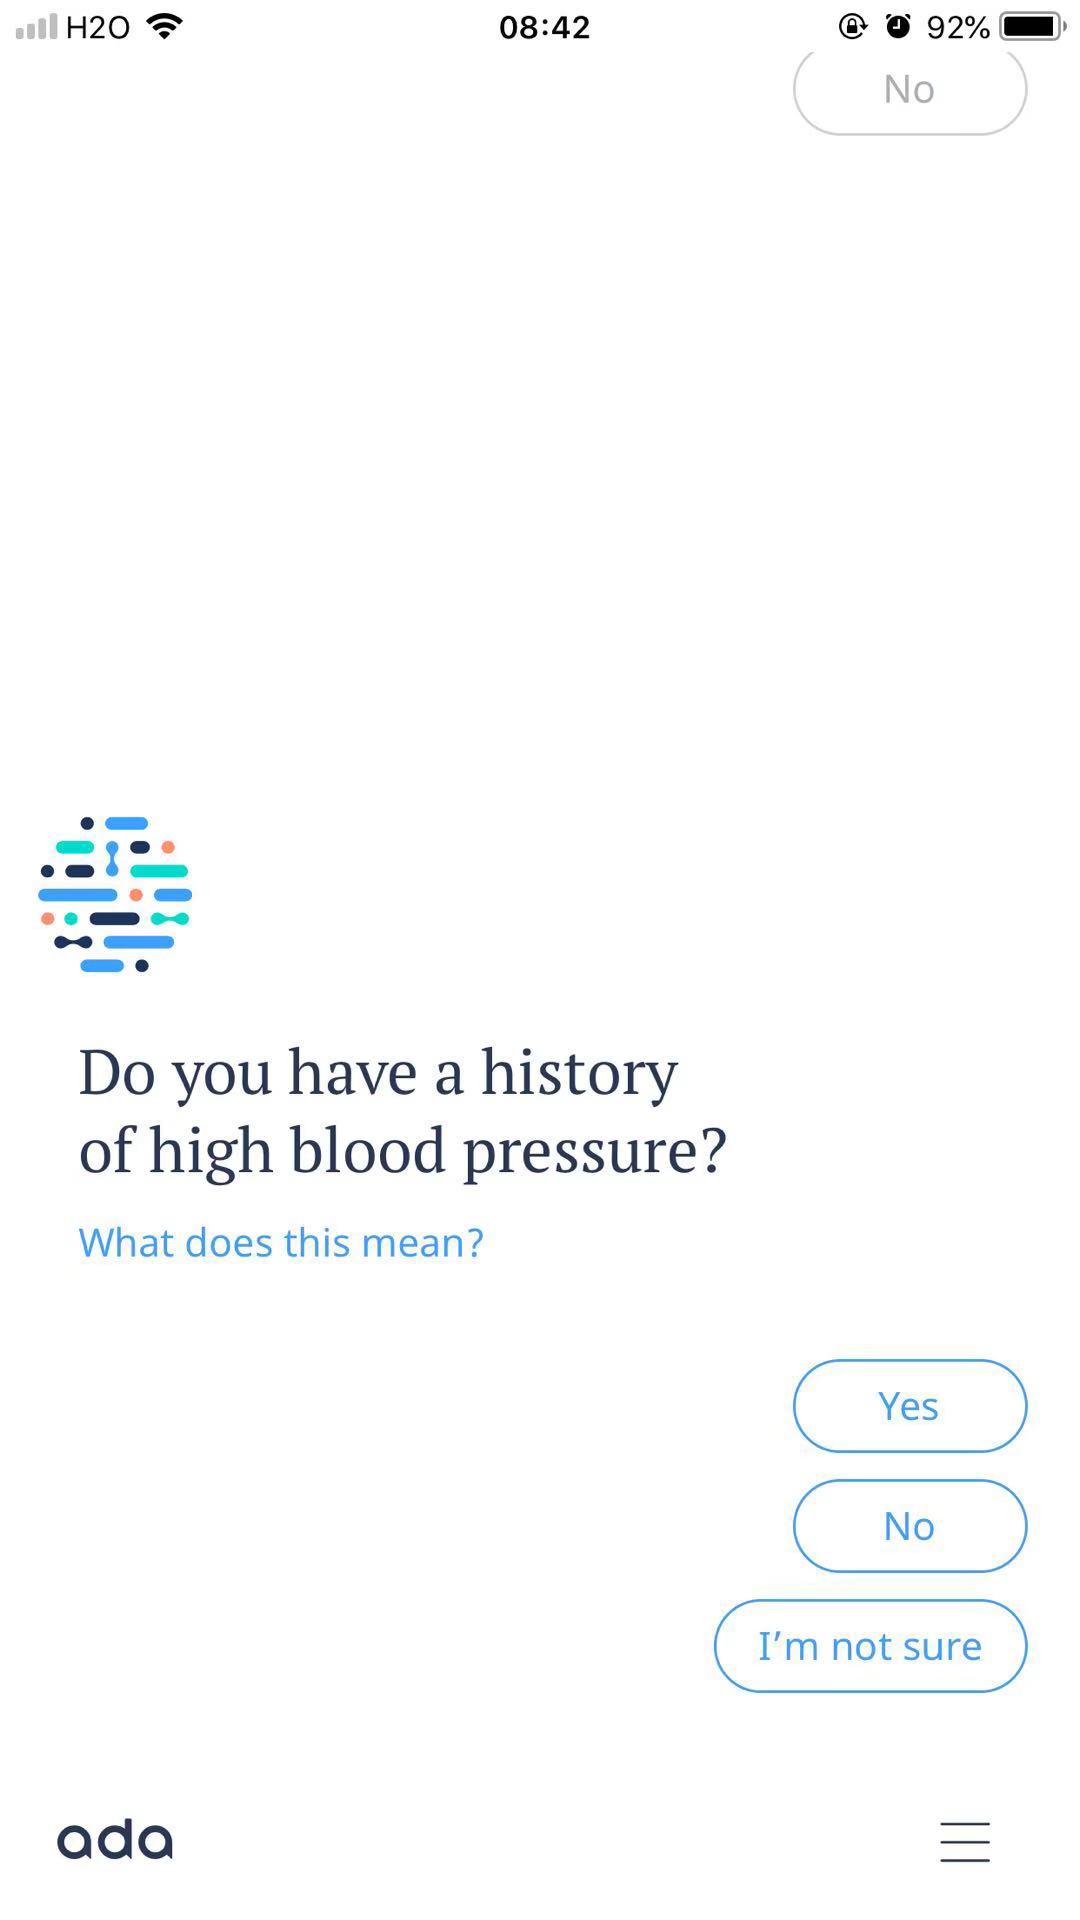 H2O 08:42 92%
No
Do you have a history
of high blood pressure?
What does this mean?
Yes
No
I’m not sure
ada